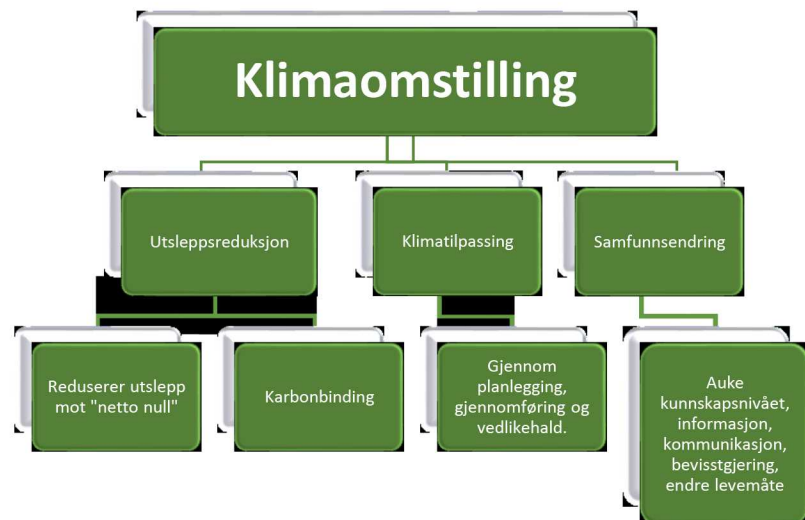 Klimaomstilling
Utsleppsreduksjon
Klimatilpassing
Samfunnsendring
Reduserer utslepp
mot "netto null"
Karbonbinding
Gjennom
planlegging,
gjennomføring og
vedlikehald.
Auke
kunnskapsnivået,
informasjon,
kommunikasjon,
bevisstgjering,
endre levemåte